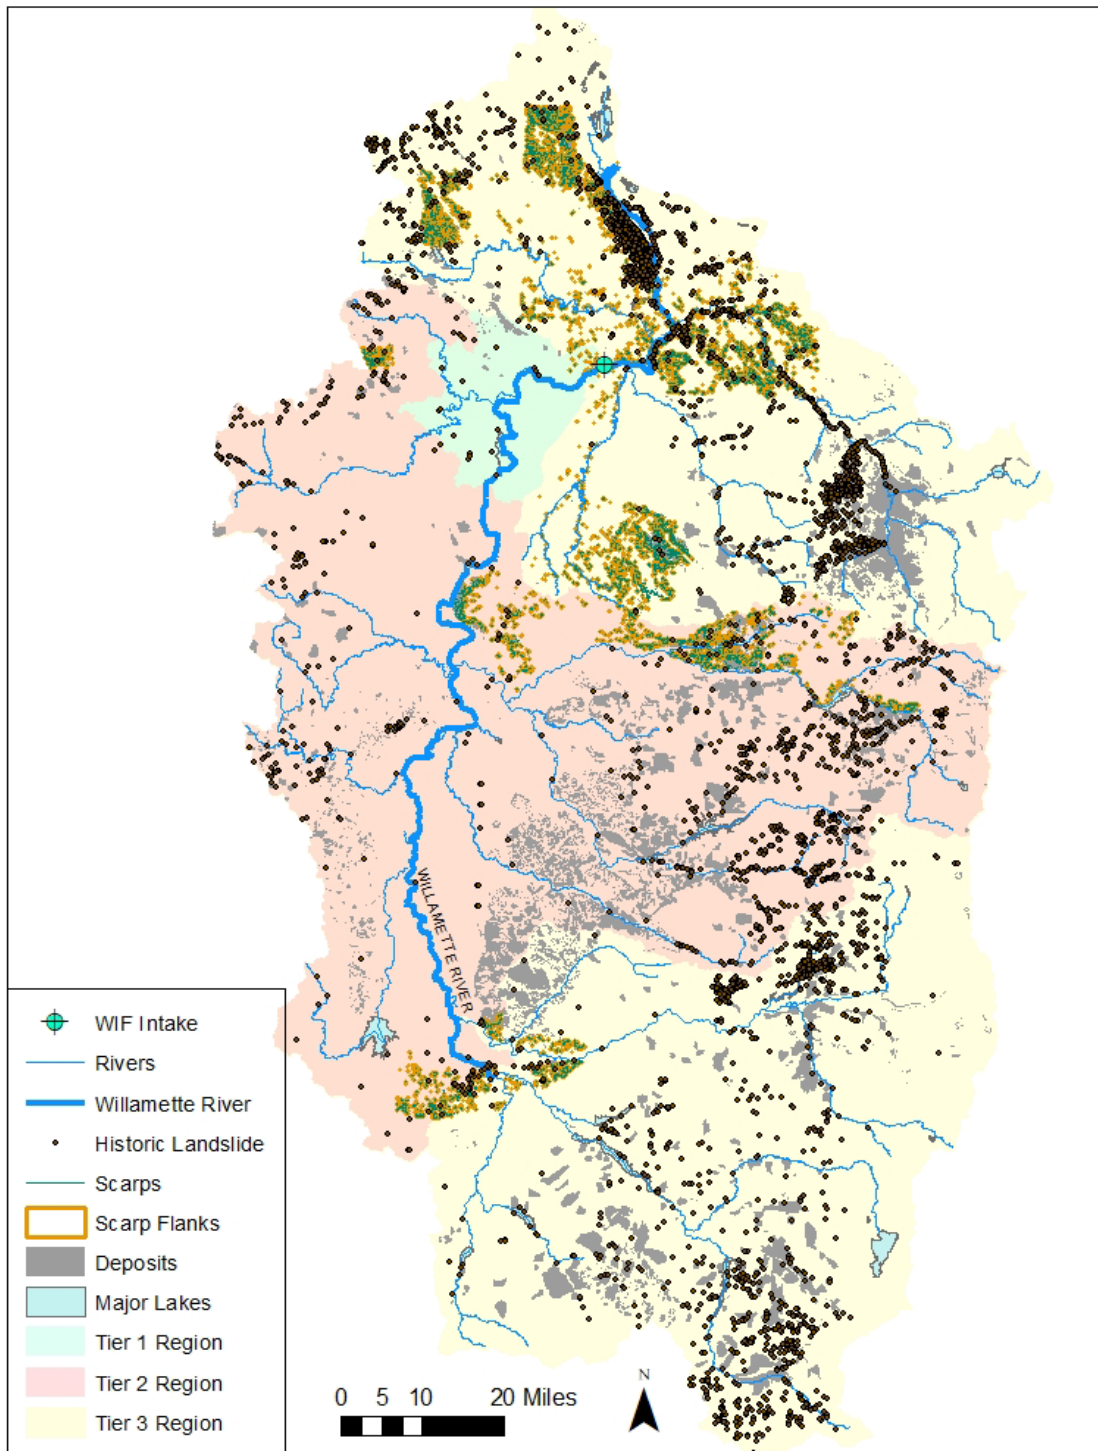 WILLAMETTE RIVER
WIF Intake
Rivers
Willamette River
Historic Landslide
Scarps
Scarp Flanks
Deposits
Major Lakes
Tier 1 Region
Tier 2 Region
Tier 3 Region
0 5 10 20 Miles
N